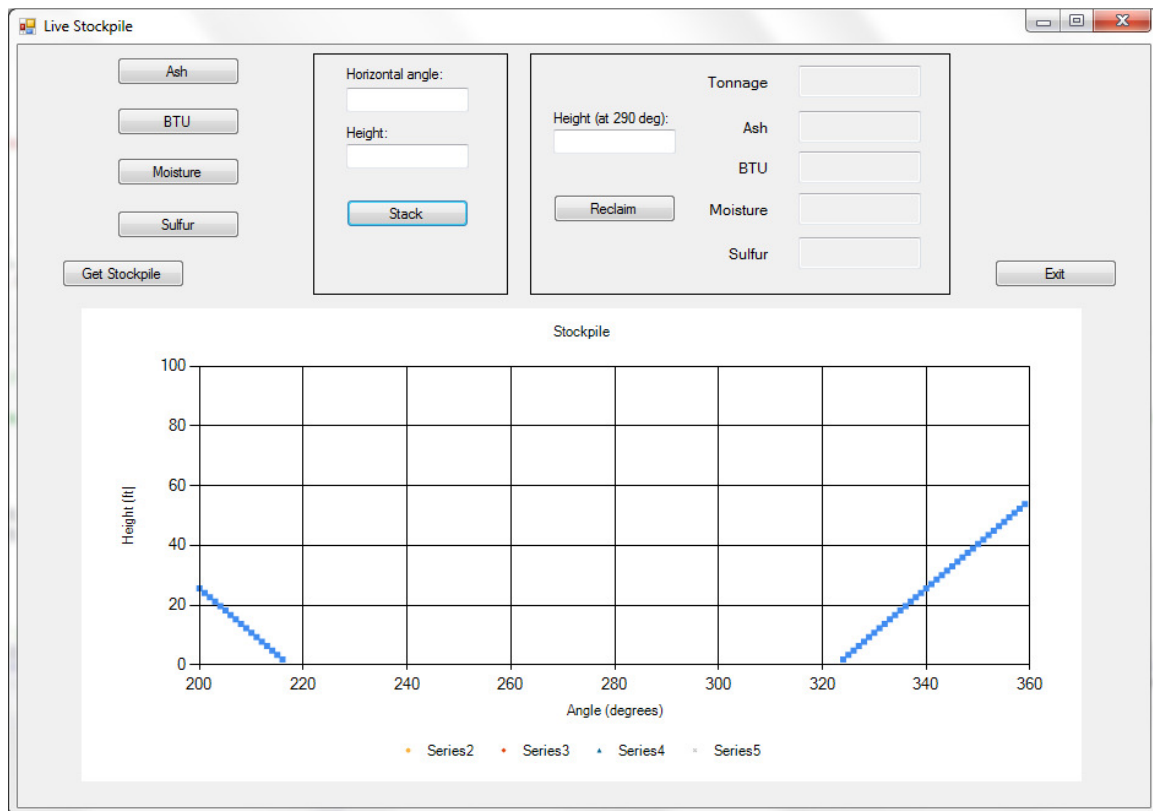 Live Stockpile
Ash
BTU
Moisture
Sulfur
Get Stockpile
Horizontal angle:
Height:
Stack
Height (at 290 deg):
Reclaim
Tonnage
Ash
BTU
Moisture
Sulfur
Exit
Stockpile
Height (ft|
100
80
60
40
20
0
200 220 240 260 280 300 320 340 360
Angle (degrees)
Series2 Series3 Series4 Series5